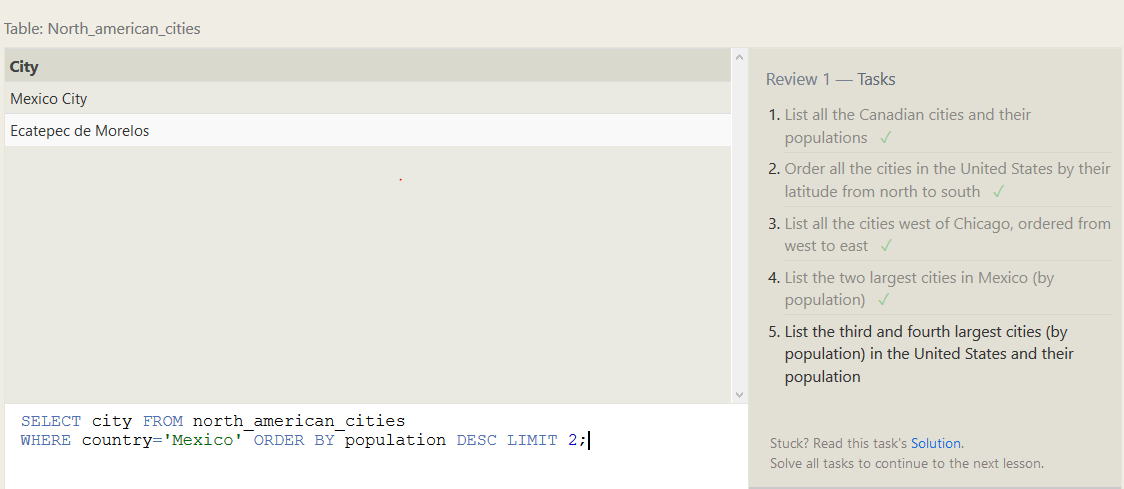 Table: North_american_cities
City
Mexico City
Ecatepec de Morelos
SELECT city FROM north_american_cities
WHERE country='Mexico' ORDER BY population DESC LIMIT 2;
Review 1 — Tasks
1. List all the Canadian cities and their
populations ✓
2. Order all the cities in the United States by their
latitude from north to south ✓
3. List all the cities west of Chicago, ordered from
west to east ✓
4. List the two largest cities in Mexico (by
population) ✓
5. List the third and fourth largest cities (by
population) in the United States and their
population
Stuck? Read this task's Solution.
Solve all tasks to continue to the next lesson.